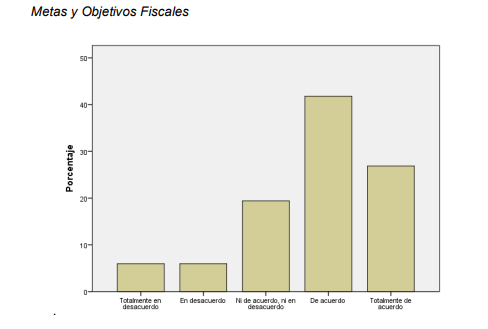 Metas y Objetivos Fiscales
50
40
30
20
10
0
Porcentaje
Totalmente en
desacuerdo
En desacuerdo
Ni de acuerdo, ni en
desacuerdo
De acuerdo
Totalmente de
acuerdo